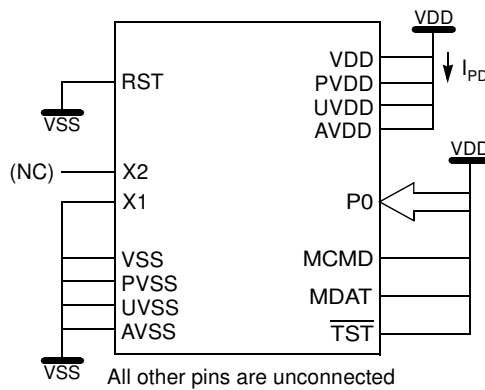 VDD
VDD
PVDD
UVDD
AVDD
I_PD
RST
VSS
VDD
(NC)
X2
X1
P0
VSS
PVSS
UVSS
AVSS
MCMD
MDAT
TST
VSS
All other pins are unconnected